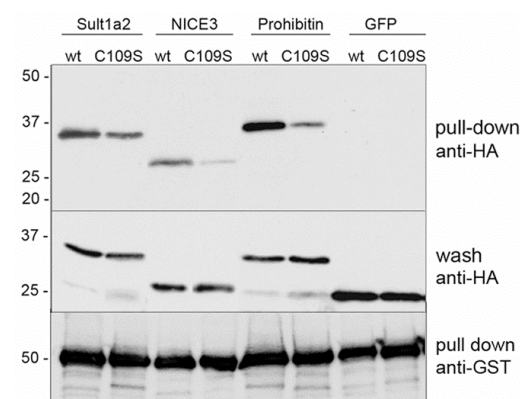 Sult1a2 NICE3 Prohibitin GFP
wt C109S wt C109S wt C109S wt C109S
50 -
37 -
pull-down
anti-HA
25 -
20 -
37 -
wash
anti-HA
25 -
pull down
50 -
anti-GST